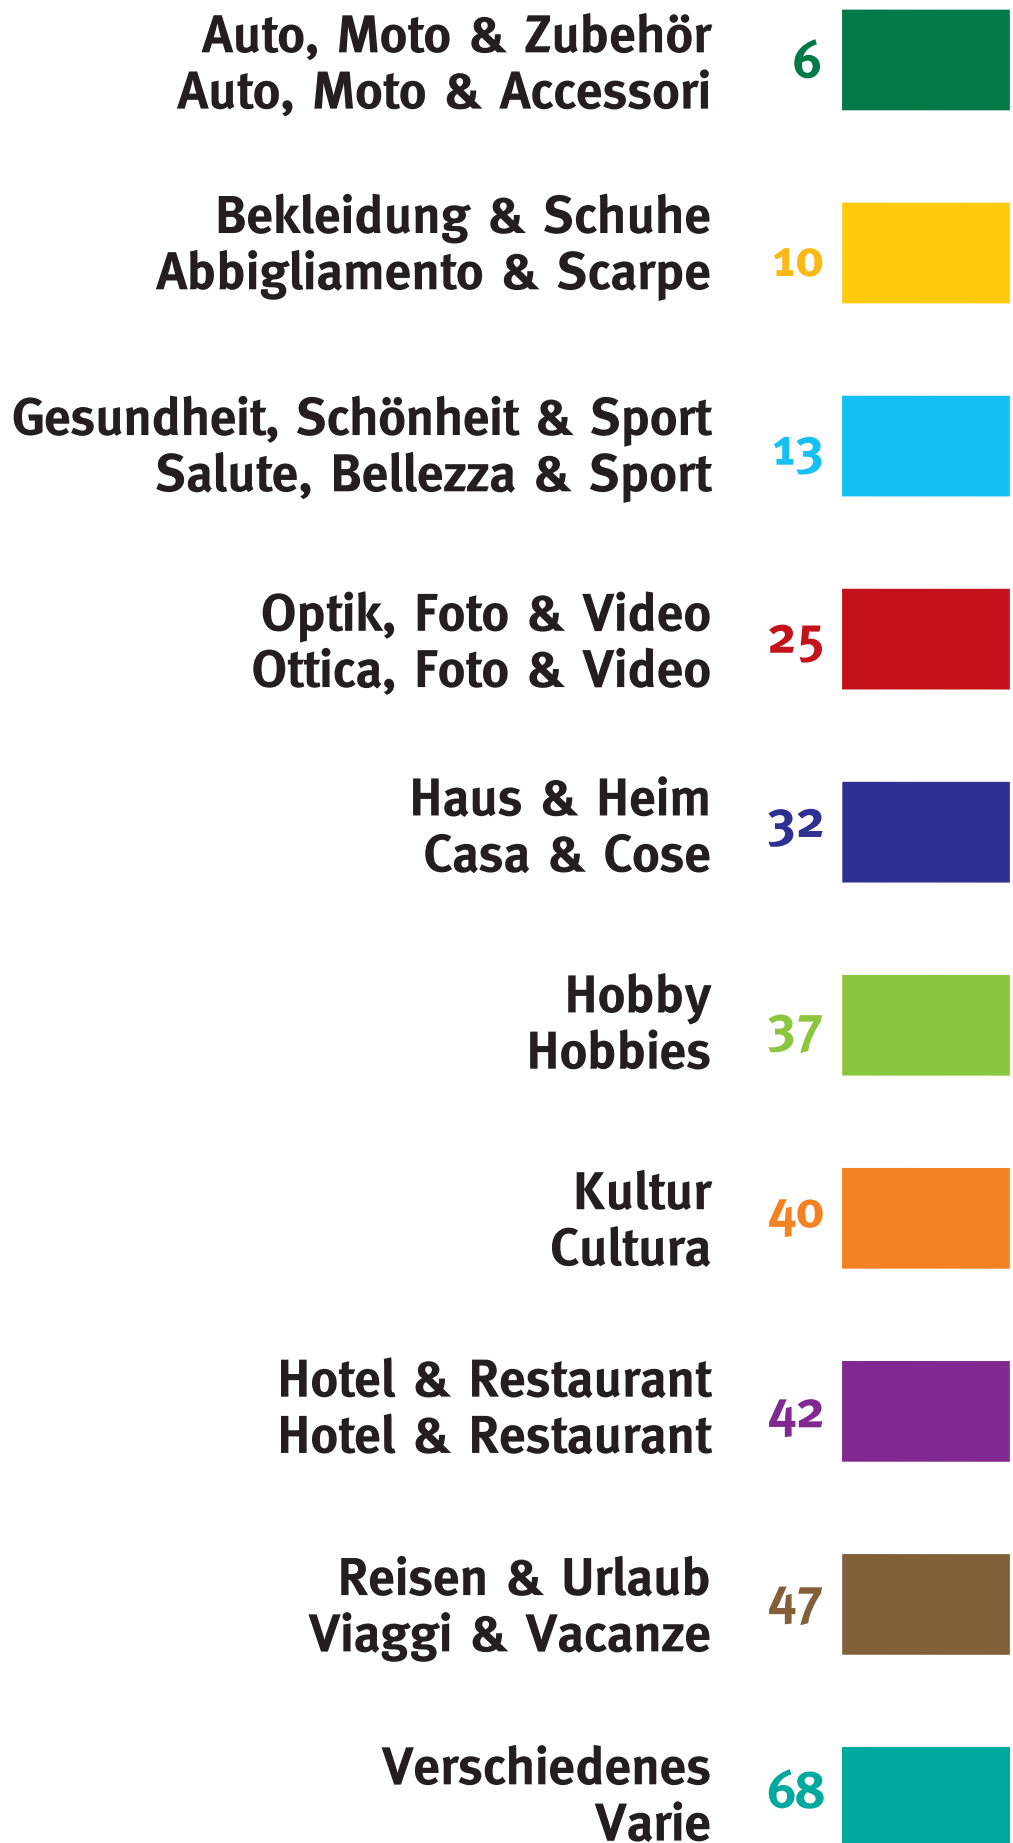 Auto, Moto & Zubehör
Auto, Moto & Accessori
6
Bekleidung & Schuhe
Abbigliamento & Scarpe
10
Gesundheit, Schönheit & Sport
Salute, Bellezza & Sport
13
Optik, Foto & Video
Ottica, Foto & Video
25
Haus & Heim
Casa & Cose
32
Hobby
Hobbies
37
Kultur
Cultura
40
Hotel & Restaurant
Hotel & Restaurant
42
Reisen & Urlaub
Viaggi & Vacanze
47
Verschiedenes
Varie
68